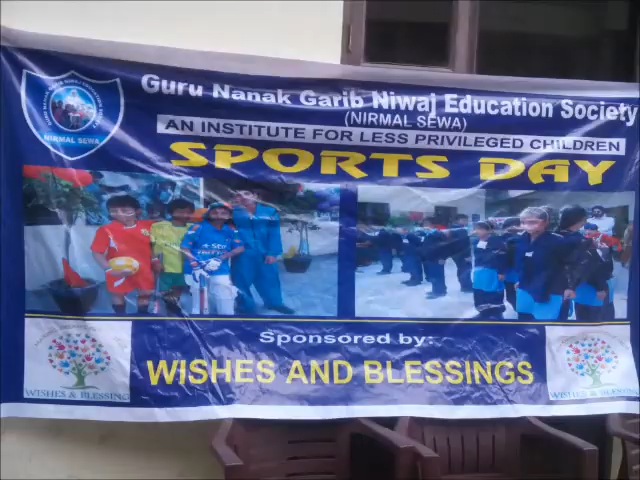 Guru Nanak Garib Niwaj Education Society
(NIRMAL SEWA)
AN INSTITUTE FOR LESS PRIVILEGED CHILDREN
SPORTS DAY
NIRMAL SEWA
Sponsored by:
WISHES AND BLESSINGS
WISHES & BLESSING
WISHES & BLESSINGS